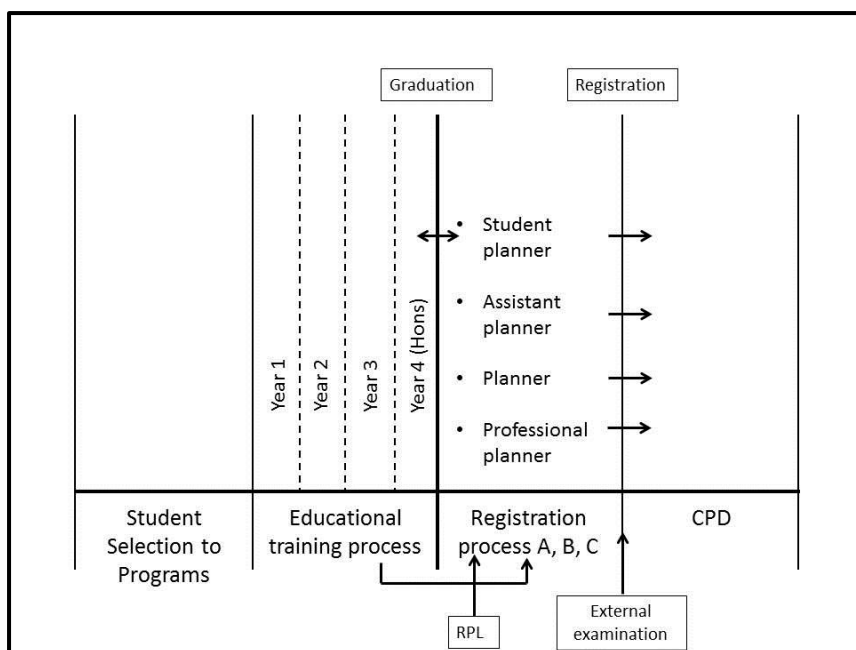 Graduation
Registration
• Student
planner
• Assistant
planner
• Planner
• Professional
planner
Year 1
Year 2
Year 3
Year 4 (Hons)
Student
Selection to
Programs
Educational
training process
Registration
process A, B, C
CPD
RPL
External
examination